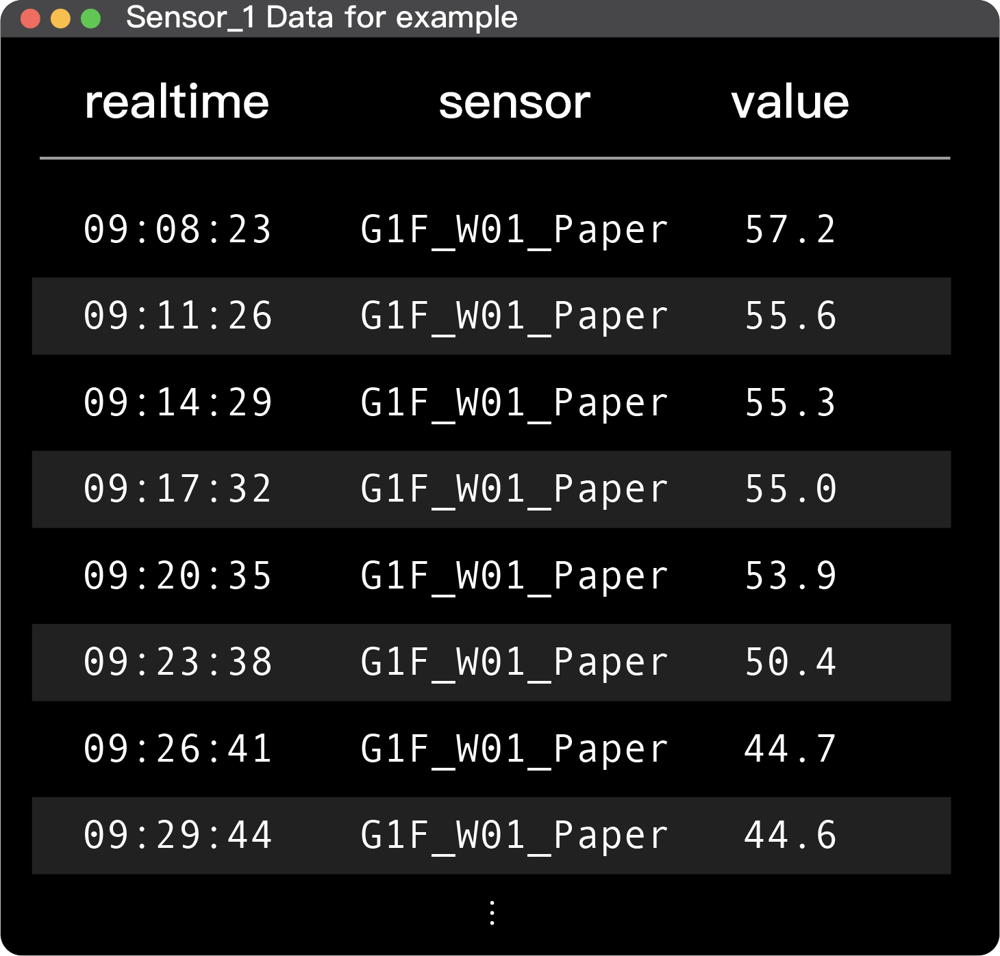 Sensor_1 Data for example
realtime sensor value
09:08:23 G1F_W01_Paper 57.2
09:11:26 G1F_W01_Paper 55.6
09:14:29 G1F_W01_Paper 55.3
09:17:32 G1F_W01_Paper 55.0
09:20:35 G1F_W01_Paper 53.9
09:23:38 G1F_W01_Paper 50.4
09:26:41 G1F_W01_Paper 44.7
09:29:44 G1F_W01_Paper 44.6
⋮